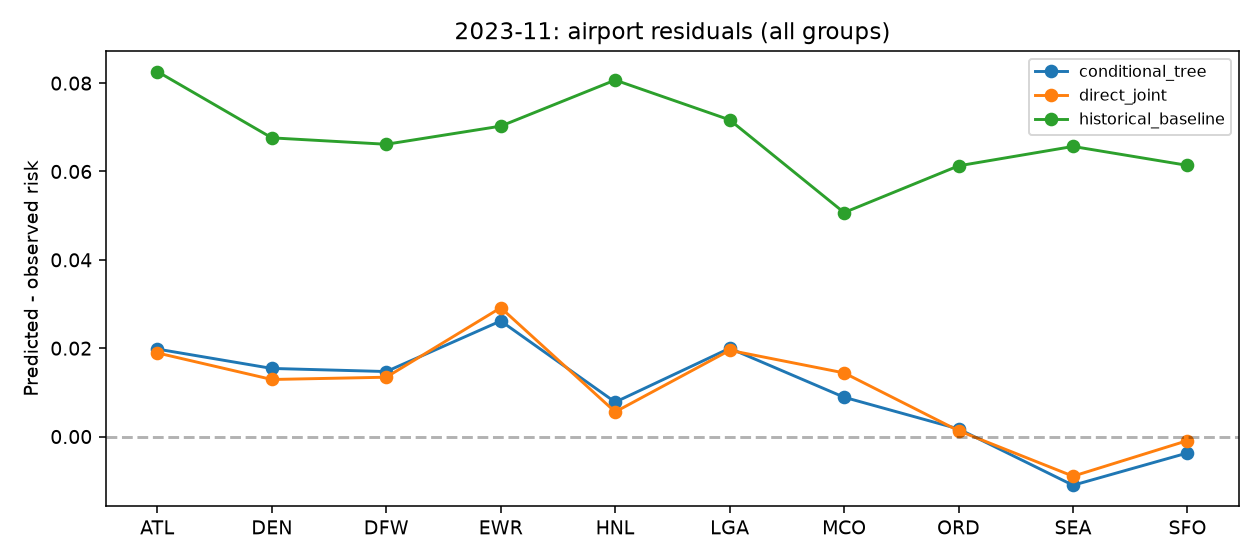 2023-11: airport residuals (all groups)
conditional_tree
direct_joint
historical_baseline
Predicted - observed risk
0.08
0.06
0.04
0.02
0.00
ATL DEN DFW EWR HNL LGA MCO ORD SEA SFO